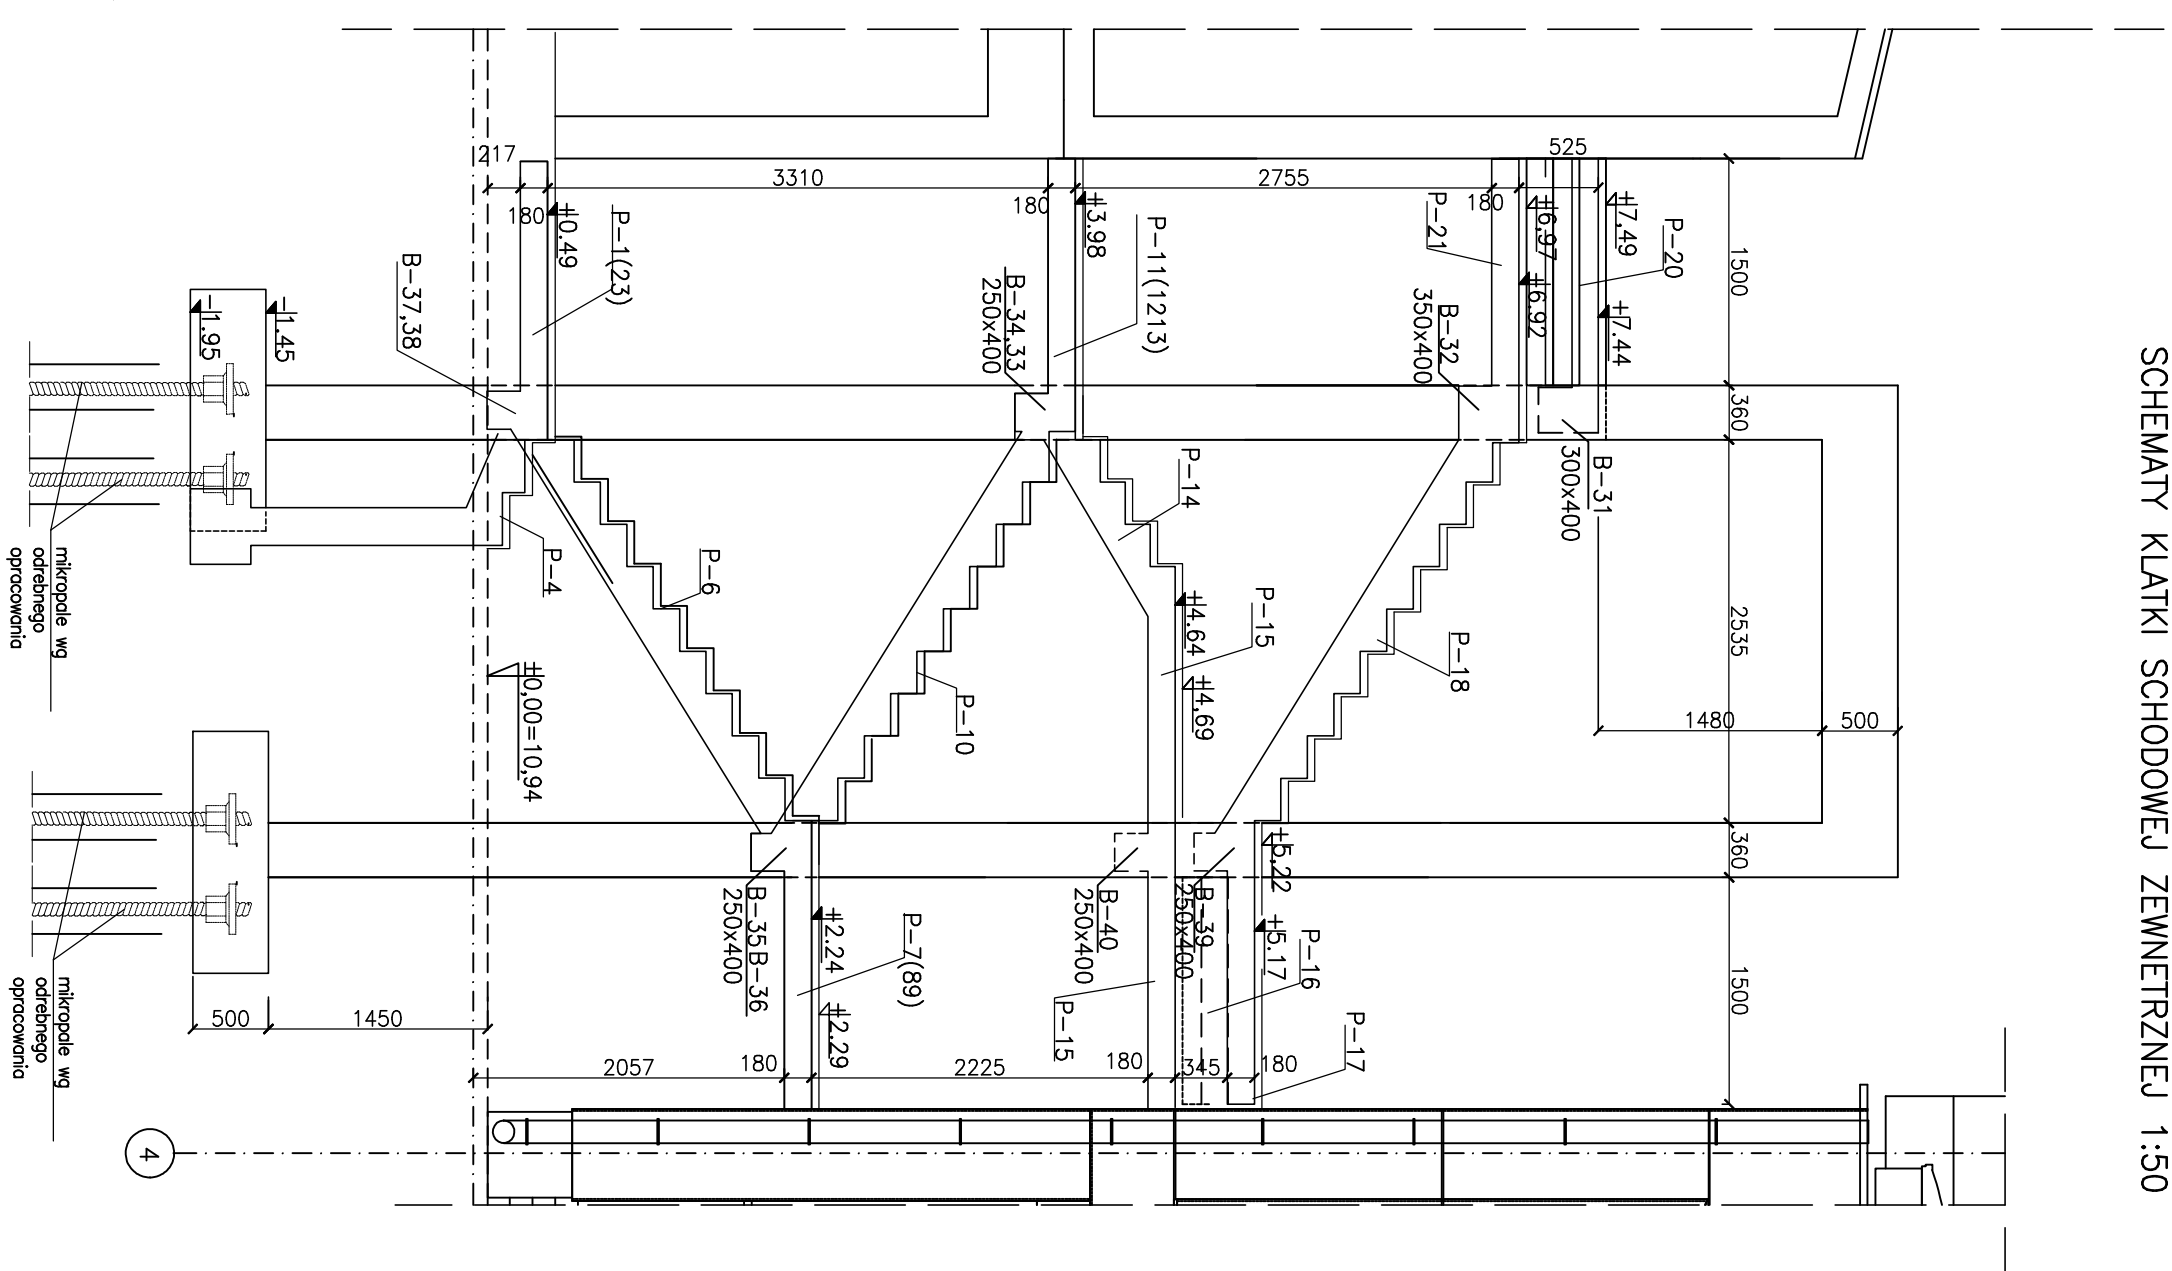 SCHEMATY KLATKI SCHODOWEJ ZEWNETRZNEJ 1:50
217
3310
2755
525
180
180
180
±0.49
P-1(23)
+3.98
P-11(1213)
P-21
+6,97
+6.92
+7,49
+7.44
P-20
1500
B-37,38
B-34,33
250x400
B-32
350x400
-1.45
-1.95
360
B-31
300x400
P-14
P-4
P-6
mikropale wg
odrebnego
opracowania
±0,00=10,94
P-10
P-15
+4.64
+4,69
P-18
2535
1480
500
+5,22
360
B-35B-36
250x400
B-40
250x400
B-39
250x400
+2.24
+2.29
P-7(89)
P-15
+5.17
P-16
P-17
1500
mikropale wg
odrebnego
opracowania
500
1450
2057
180
2225
180
345
180
4